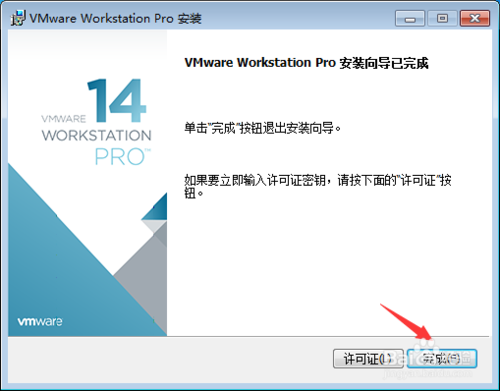 VMware Workstation Pro 安装
VMWARE 14
WORKSTATION
PRO™
VMware Workstation Pro 安装向导已完成
单击"完成"按钮退出安装向导。
如果要立即输入许可证密钥，请按下面的"许可证"按
钮。
vmware
许可证(L) 完成(F)